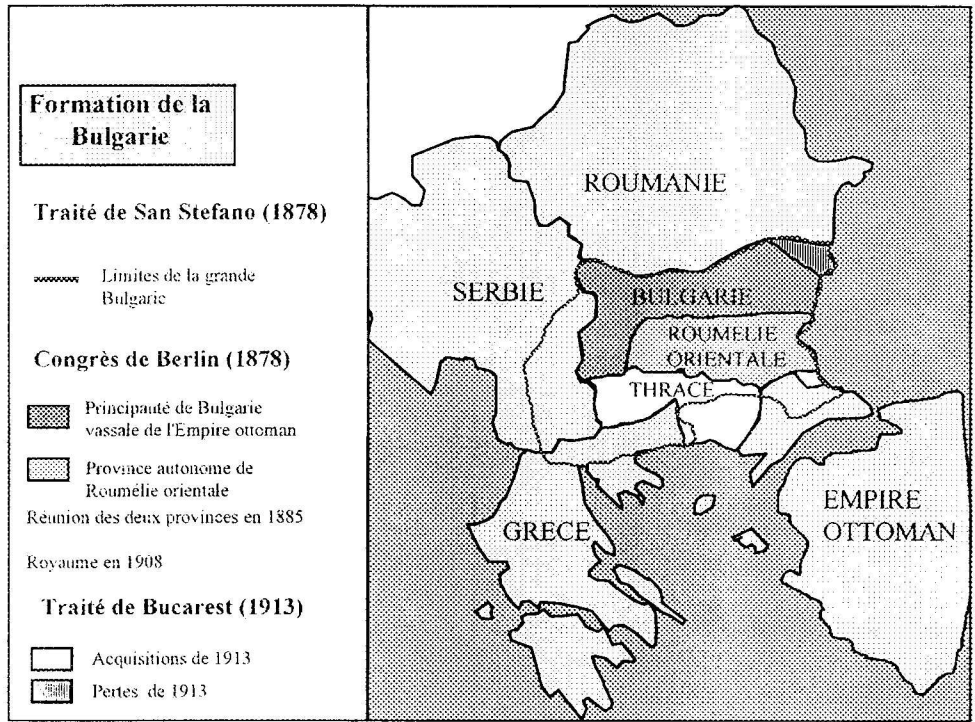 Formation de la
Bulgarie
Traité de San Stefano (1878)
Limites de la grande
Bulgarie
Congrès de Berlin (1878)
Principauté de Bulgarie
vassale de l'Empire ottoman
Province autonome de
Roumélie orientale
Réunion des deux provinces en 1885
Royaume en 1908
Traité de Bucarest (1913)
Acquisitions de 1913
Pertes de 1913
ROUMANIE
SERBIE
BULGARIE
ROUMELIE
ORIENTALE
THRACE
GRECE
EMPIRE
OTTOMAN